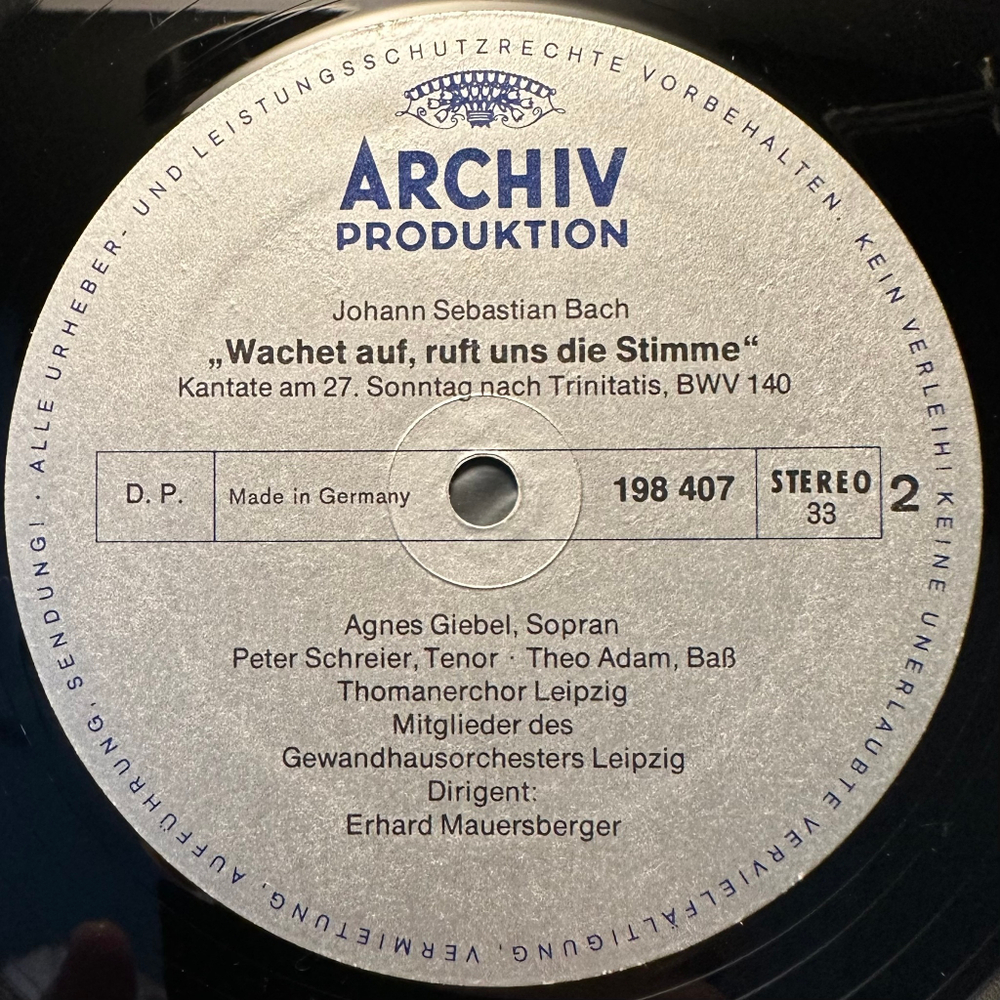 ARCHIV
PRODUKTION
Johann Sebastian Bach
„Wachet auf, ruft uns die Stimme“
Kantate am 27. Sonntag nach Trinitatis, BWV 140
D. P.
Made in Germany
198 407
STEREO
33
2
Agnes Giebel, Sopran
Peter Schreier, Tenor · Theo Adam, Baß
Thomanerchor Leipzig
Mitglieder des
Gewandhausorchesters Leipzig
Dirigent:
Erhard Mauersberger
ALLE URHEBER- UND LEISTUNGSSCHUTZRECHTE VORBEHALTEN. KEIN VERLEIH! KEINE UNERLAUBTE VERVIELFÄLTIGUNG, VERMIETUNG, AUFFÜHRUNG, SENDUNG! ·